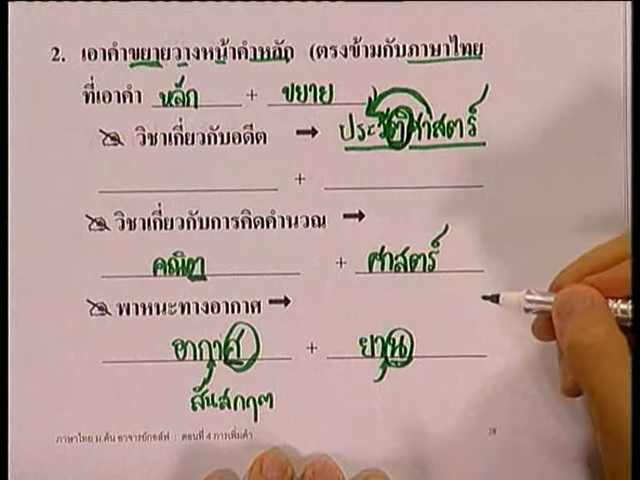 2. เอาคำขยายวางหน้าคำหลัก (ตรงข้ามกับภาษาไทย
ที่เอาคำ หลัก + ขยาย
วิชาเกี่ยวกับอดีต → ประวัติศาสตร์
+
วิชาเกี่ยวกับการคิดคำนวณ →
คณิต + ศาสตร์
พาหนะทางอากาศ →
อากาศ + ยาน
สันสกฤต
ภาษาไทย ม.ต้น อาจารย์กอล์ฟ : ตอนที่ 4 การเพิ่มคำ 28